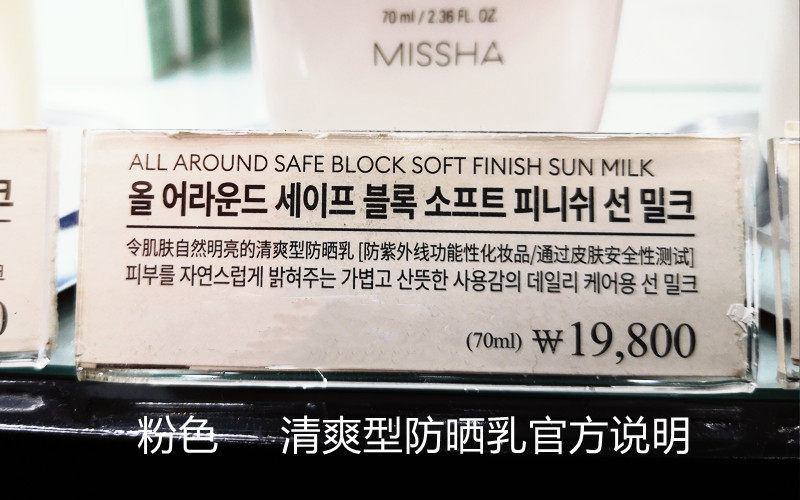 70 ml / 2.36 FL. OZ.
MISSHA
ALL AROUND SAFE BLOCK SOFT FINISH SUN MILK
올 어라운드 세이프 블록 소프트 피니쉬 선 밀크
令肌肤自然明亮的清爽型防晒乳 [防紫外线功能性化妆品/通过皮肤安全性测试]
피부를 자연스럽게 밝혀주는 가볍고 산뜻한 사용감의 데일리 케어용 선 밀크
(70ml) ₩19,800
粉色 清爽型防晒乳官方说明